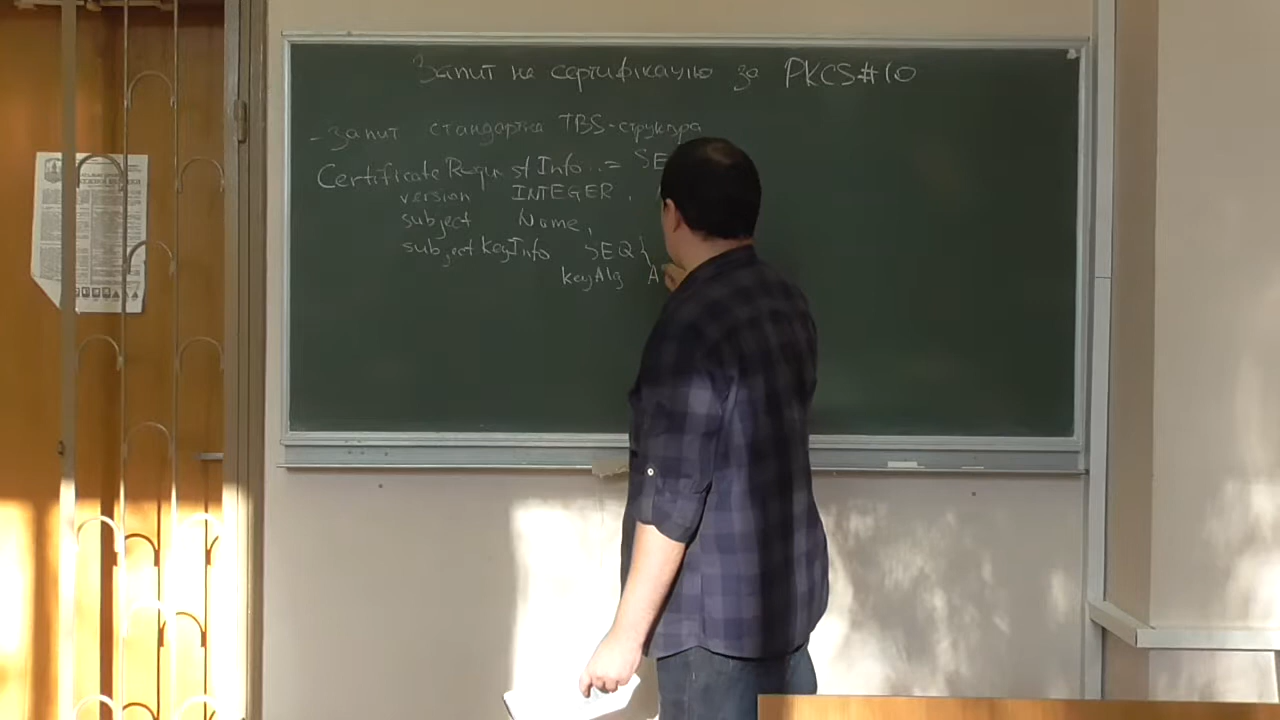 Запит на сертифікацію за PKCS#10
- Запит стандартна TBS-структура
CertificateRequestInfo ::= SE
version INTEGER,
subject Name,
subjectKeyInfo SEQ {
keyAlg A